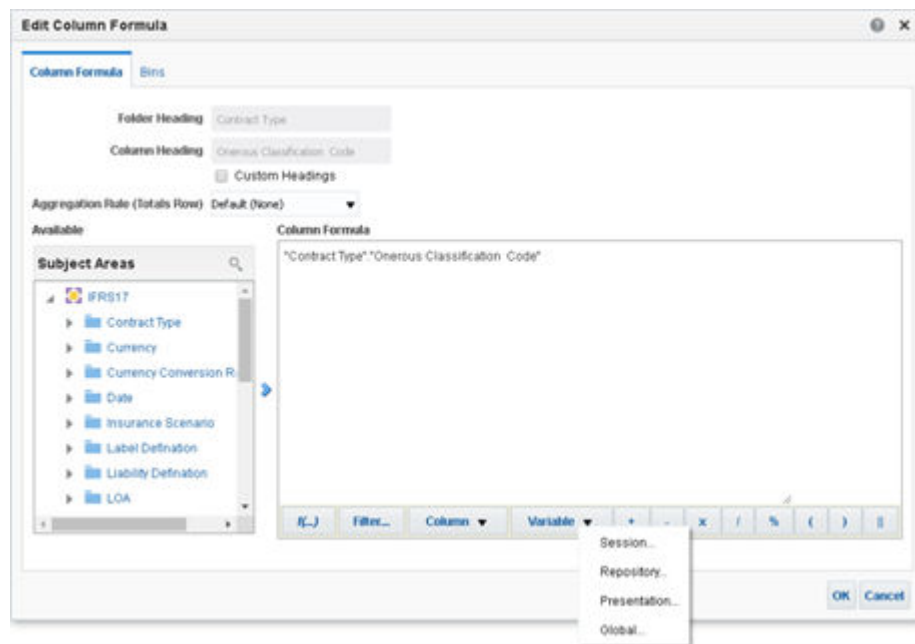 Edit Column Formula
Column Formula Bins
Folder Heading Contract Type
Column Heading Onerous Classification Code
Custom Headings
Aggregation Rule (Totals Row) Default (None)
Available
Column Formula
Subject Areas
"Contract Type"."Onerous Classification Code"
IFRS17
Contract Type
Currency
Currency Conversion R
Date
Insurance Scenario
Label Defination
Liability Defination
LOA
f(...) Filter... Column Variable + - x / % ( ) ||
Session...
Repository...
Presentation...
Global...
OK Cancel